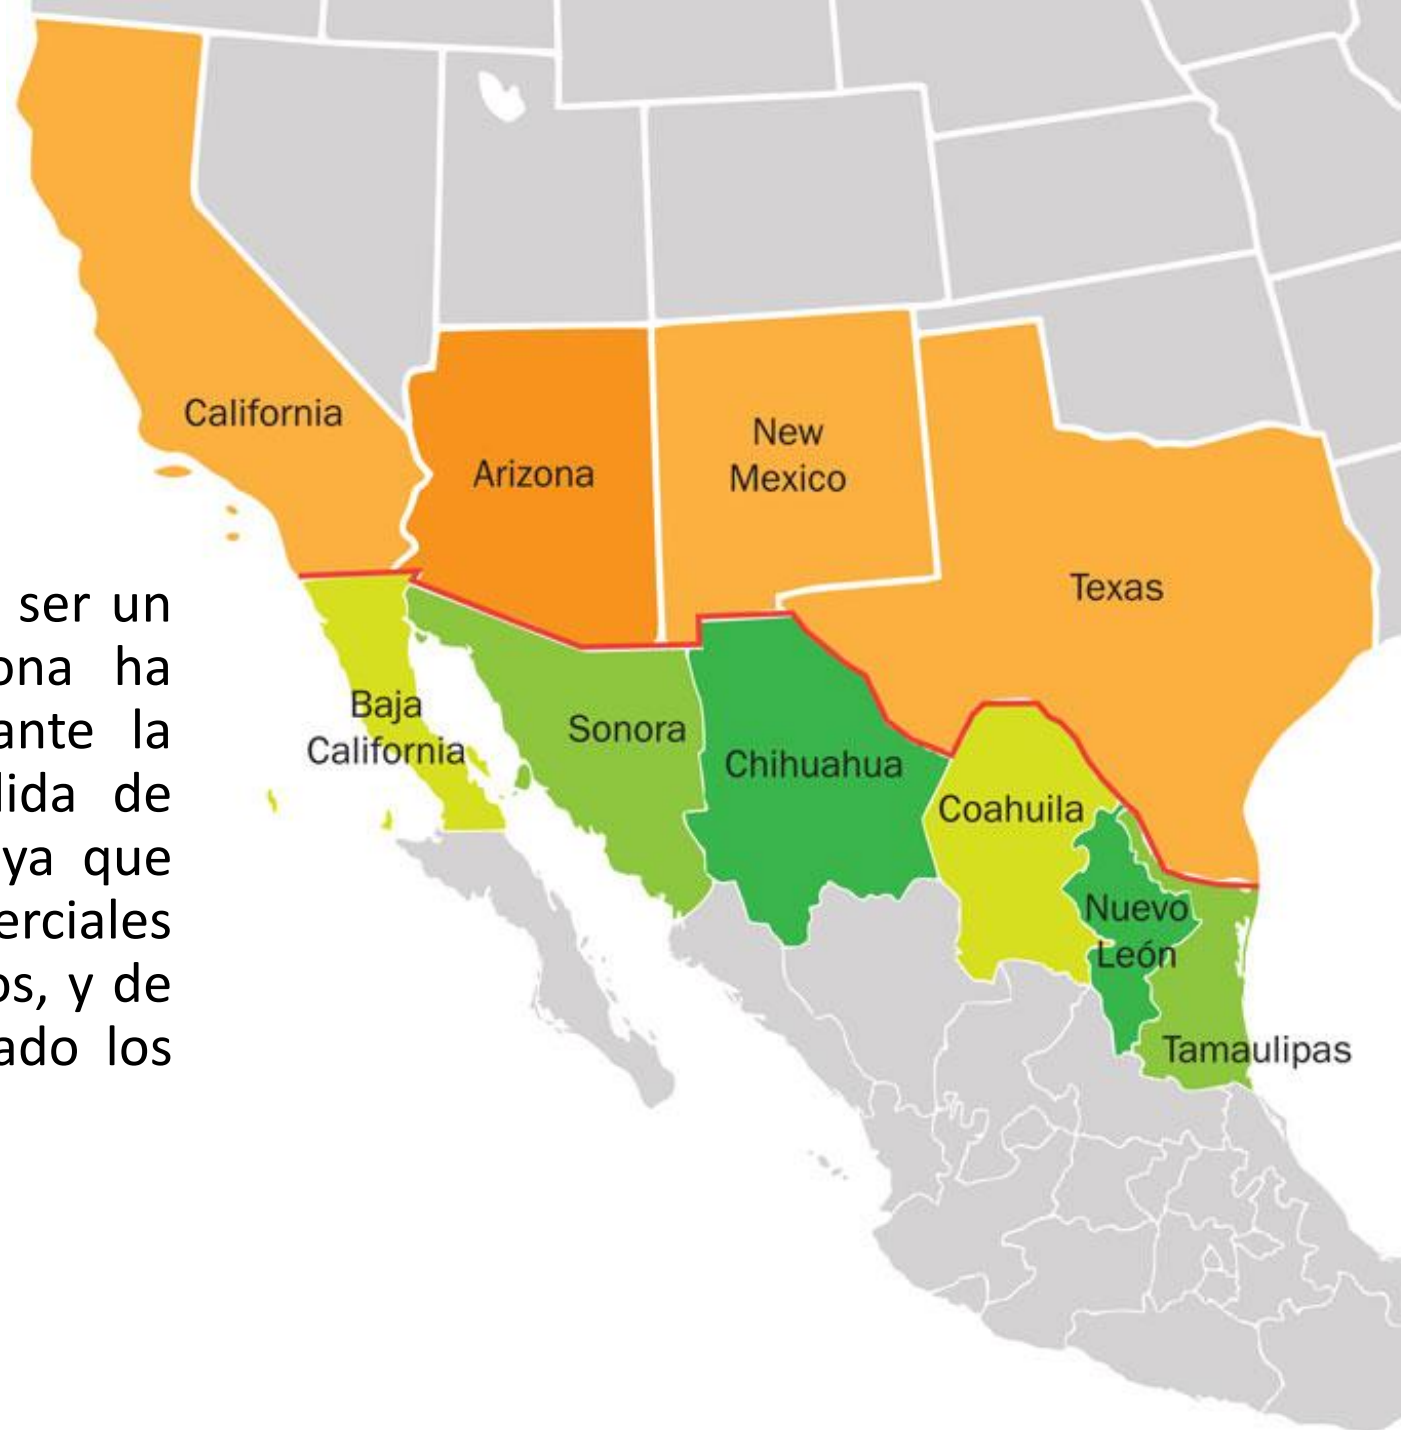 ser un
ona ha
ante la
lida de
ya que
erciales
os, y de
ado los
California
Arizona
New
Mexico
Texas
Baja
California
Sonora
Chihuahua
Coahuila
Nuevo
León
Tamaulipas